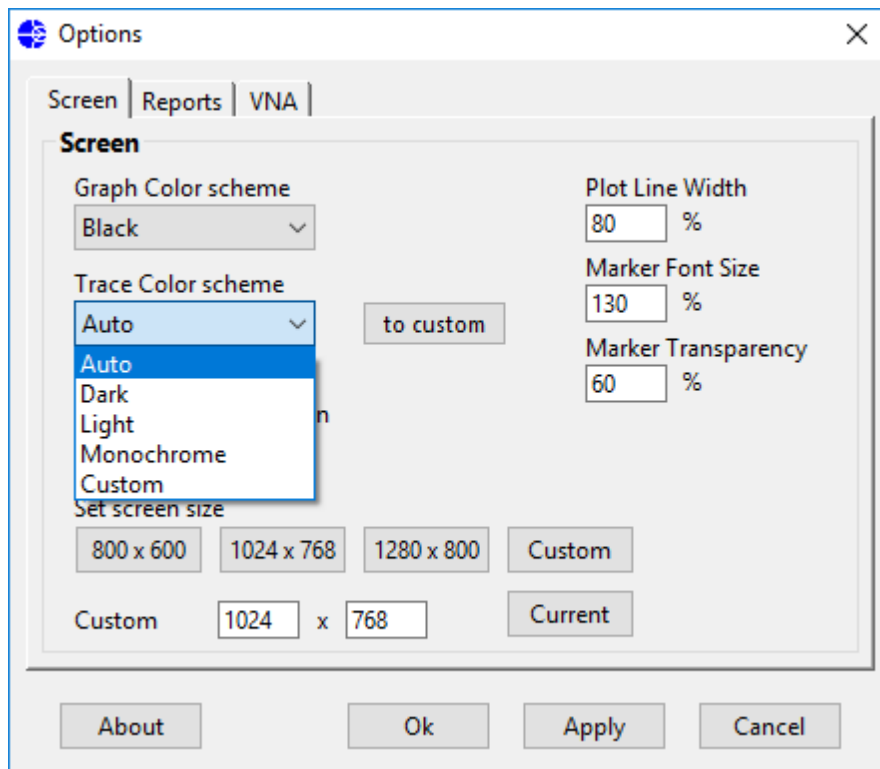 Options
Screen
Reports
VNA
Screen
Graph Color scheme
Black
Trace Color scheme
Auto
to custom
Auto
Dark
Light
Monochrome
Custom
Plot Line Width
80 %
Marker Font Size
130 %
Marker Transparency
60 %
Set screen size
800 x 600
1024 x 768
1280 x 800
Custom
Custom 1024 x 768
Current
About
Ok
Apply
Cancel